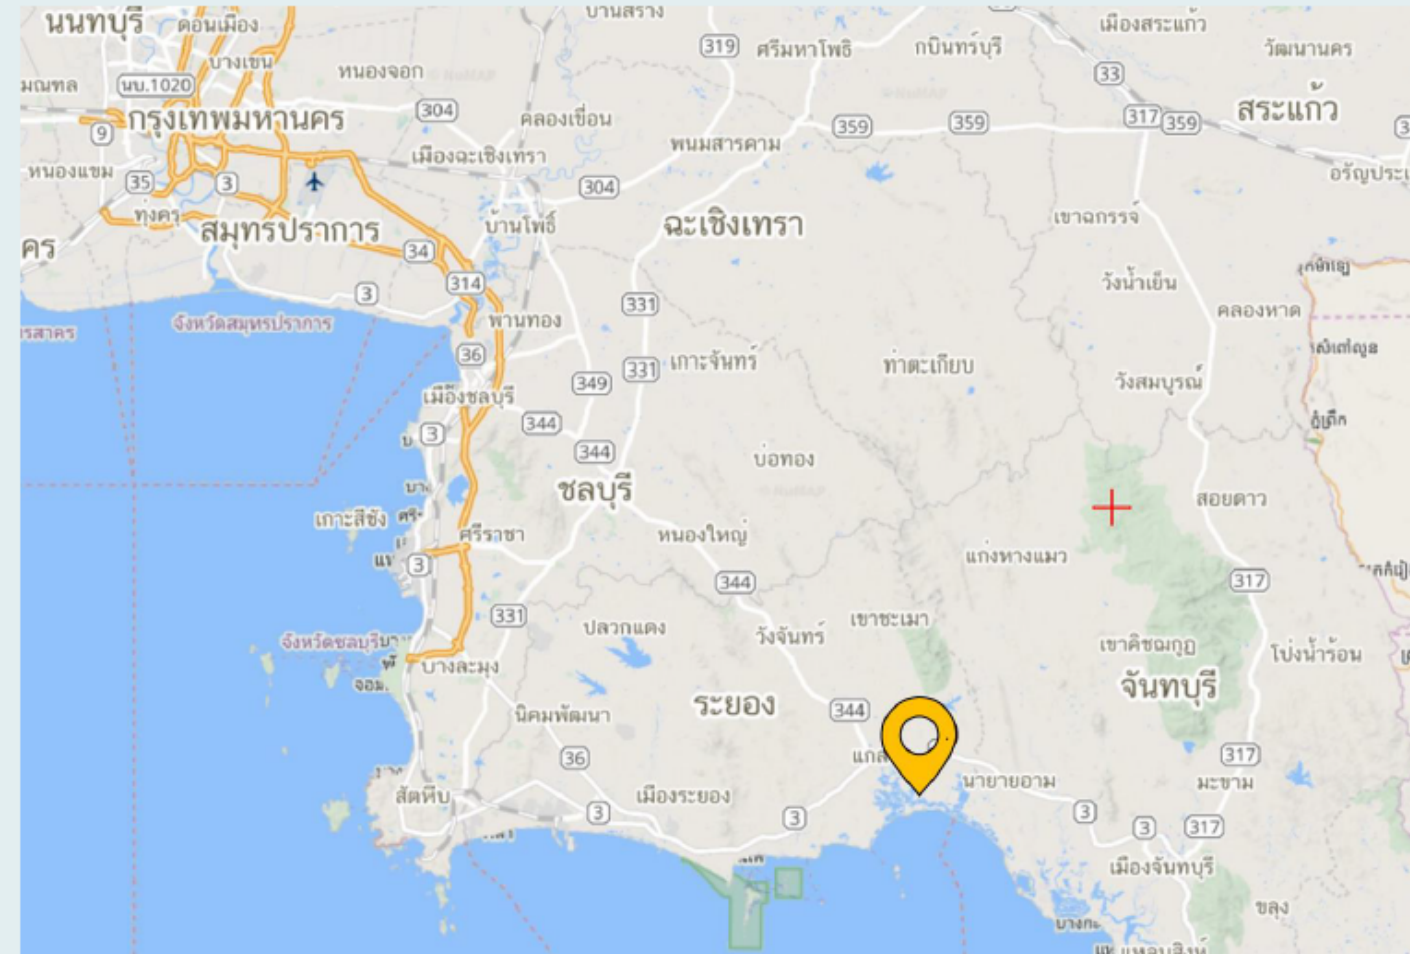 บ้านสร้าง
เมืองสระแก้ว
นนทบุรี
ดอนเมือง
319
ศรีมหาโพธิ
กบินทร์บุรี
วัฒนานคร
บางเขน
หนองจอก
33
มณฑล
นบ.1020
304
คลองเขื่อน
317
359
สระแก้ว
9
กรุงเทพมหานคร
359
359
พนมสารคาม
เมืองฉะเชิงเทรา
หนองแขม
35
3
304
ทุ่งครุ
สมุทรปราการ
บ้านโพธิ์
ฉะเชิงเทรา
เขาฉกรรจ์
คร
34
314
3
วังน้ำเย็น
331
คลองหาด
จังหวัดสมุทรปราการ
พานทอง
รสาคร
36
331
เกาะจันทร์
ท่าตะเกียบ
349
วังสมบูรณ์
344
3
344
บ่อทอง
ชลบุรี
สอยดาว
เกาะสีชัง
ศรีราชา
หนองใหญ่
แก่งหางแมว
3
344
317
331
ปลวกแดง
วังจันทร์
เขาชะเมา
จังหวัดชลบุรี
เขาคิชฌกูฏ
โป่งน้ำร้อน
บางละมุง
จันทบุรี
นิคมพัฒนา
ระยอง
344
36
317
สัตหีบ
เมืองระยอง
นายายอาม
มะขาม
3
3
3
3
317
เมืองจันทบุรี
ขลุง